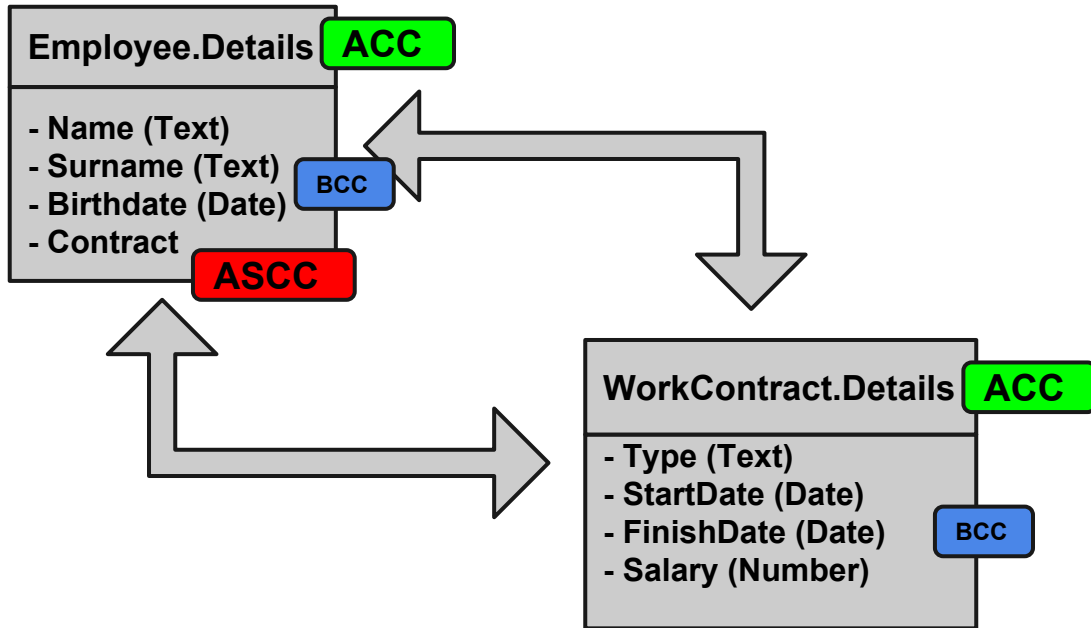 Employee.Details ACC
- Name (Text)
- Surname (Text)
BCC
- Birthdate (Date)
- Contract
ASCC
WorkContract.Details ACC
- Type (Text)
- StartDate (Date)
- FinishDate (Date) BCC
- Salary (Number)